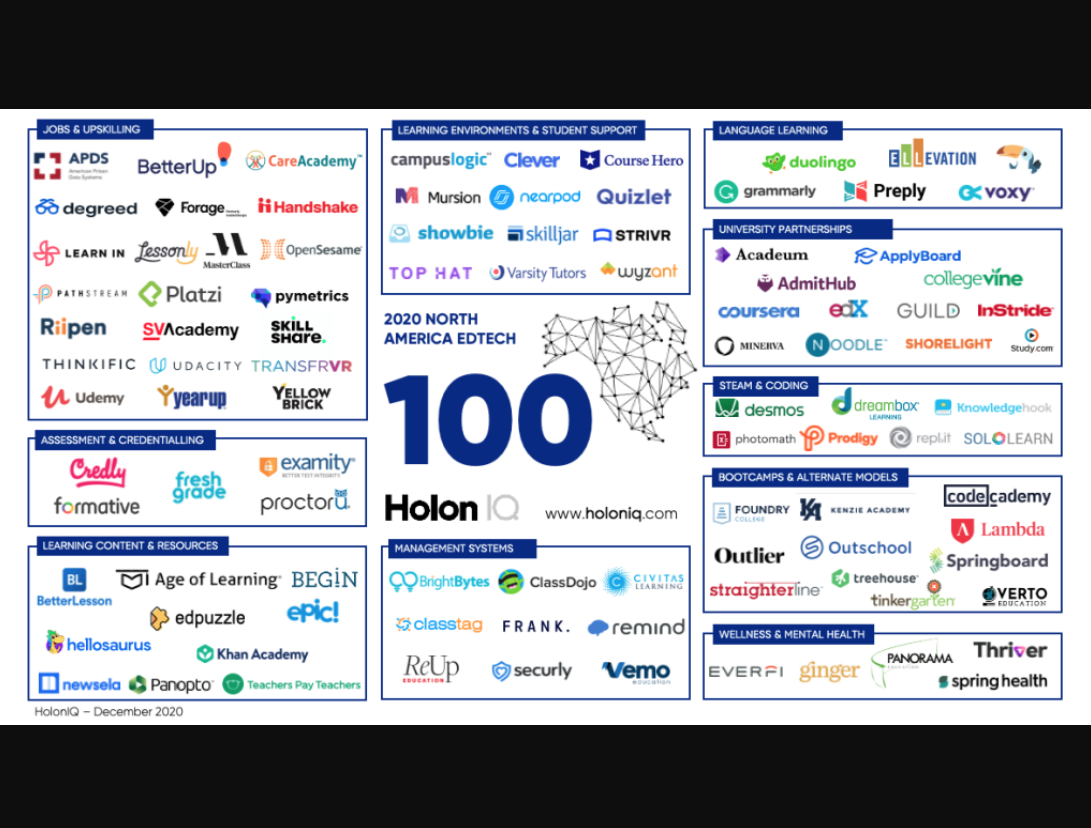 JOBS & UPSKILLING
APDS
American Prison
Data Systems
BetterUp
CareAcademy™
degreed
Forage
Handshake
LEARN IN
Lessonly
MasterClass
OpenSesame
PATHSTREAM
Platzi
pymetrics
Riipen
SVAcademy
SKILL
SHARE.
THINKIFIC
UDACITY
TRANSFRVR
Udemy
yearup
YELLOW
BRICK
ASSESSMENT & CREDENTIALLING
Credly
fresh
grade
examity
BETTER TEST INTEGRITY
formative
proctoru
LEARNING CONTENT & RESOURCES
BL
BetterLesson
Age of Learning
BEGiN
edpuzzle
epic!
hellosaurus
Khan Academy
newsela
Panopto
Teachers Pay Teachers
HolonIQ – December 2020
LEARNING ENVIRONMENTS & STUDENT SUPPORT
campuslogic
Clever
Course Hero
Mursion
nearpod
Quizlet
showbie
skilljar
STRIVR
TOP HAT
Varsity Tutors
wyzant
2020 NORTH
AMERICA EDTECH
100
Holon IQ
www.holoniq.com
MANAGEMENT SYSTEMS
BrightBytes
ClassDojo
CIVITAS
LEARNING
classtag
FRANK.
remind
ReUp
EDUCATION
securly
Vemo
education
LANGUAGE LEARNING
duolingo
ELLEVATION
grammarly
Preply
voxy
UNIVERSITY PARTNERSHIPS
Acadeum
ApplyBoard
AdmitHub
collegevine
coursera
edX
GUILD
InStride
MINERVA
NOODLE
SHORELIGHT
Study.com
STEAM & CODING
desmos
dreambox
LEARNING
Knowledgehook
photomath
Prodigy
repl.it
SOLOLEARN
BOOTCAMPS & ALTERNATE MODELS
FOUNDRY
COLLEGE
KA
KENZIE ACADEMY
codecademy
Lambda
Outlier
Outschool
Springboard
straighterline
treehouse
tinkergarten
VERTO
EDUCATION
WELLNESS & MENTAL HEALTH
EVERFI
ginger
PANORAMA
EDUCATION
Thriver
spring health